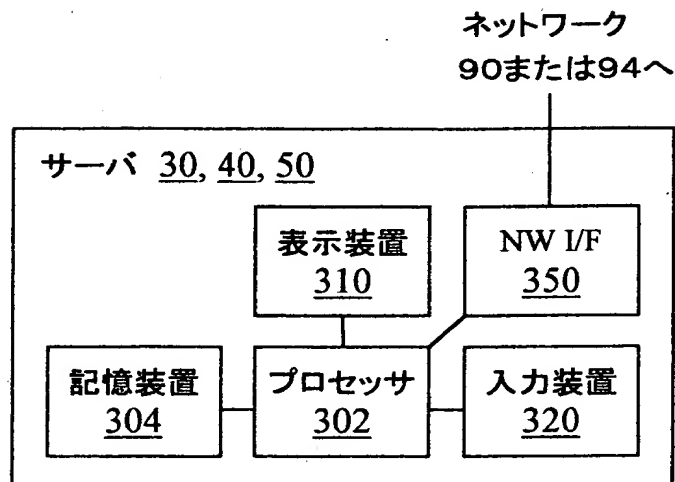 ネットワーク
90または94へ
サーバ 30, 40, 50
表示装置
310
NW I/F
350
記憶装置
304
プロセッサ
302
入力装置
320